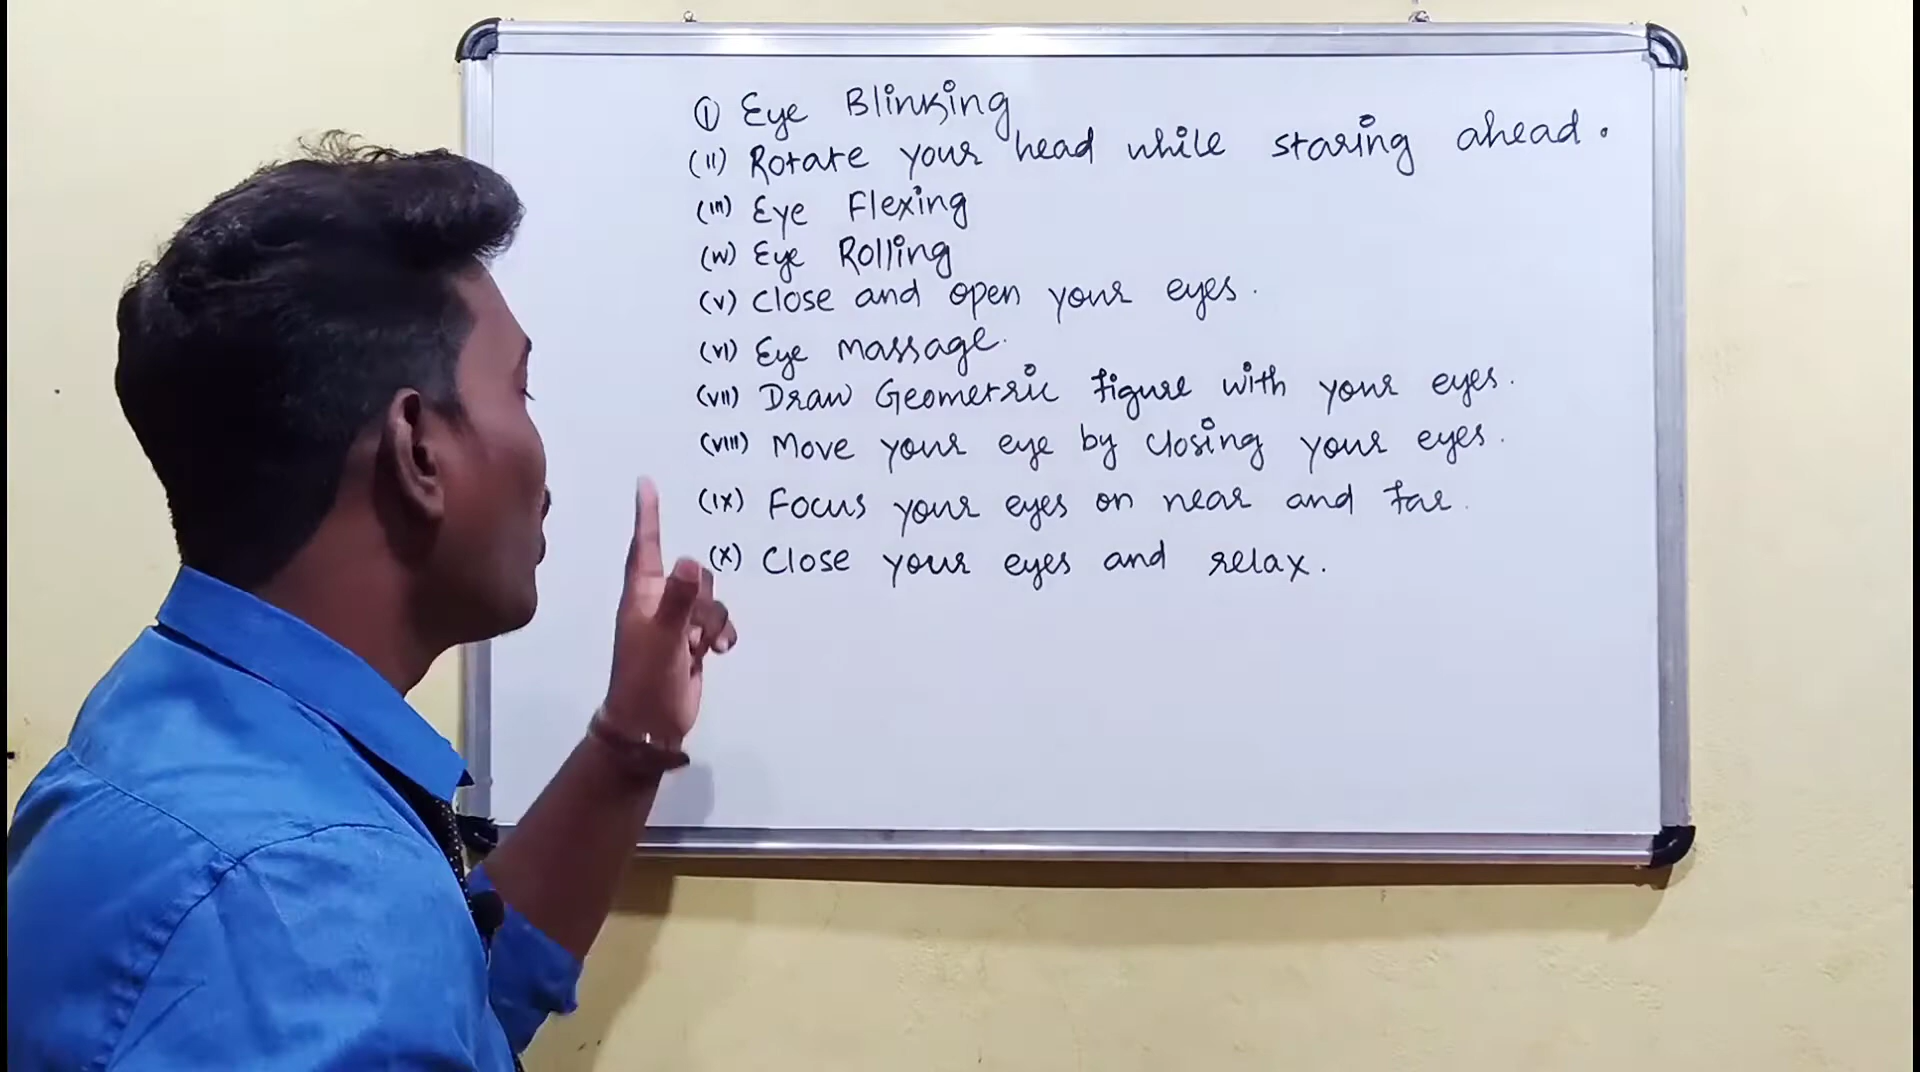 ① Eye Blinking
(II) Rotate your head while staring ahead.
(III) Eye Flexing
(IV) Eye Rolling
(V) Close and open your eyes.
(VI) Eye massage.
(VII) Draw Geometric figure with your eyes.
(VIII) Move your eye by closing your eyes.
(IX) Focus your eyes on near and far.
(X) Close your eyes and relax.